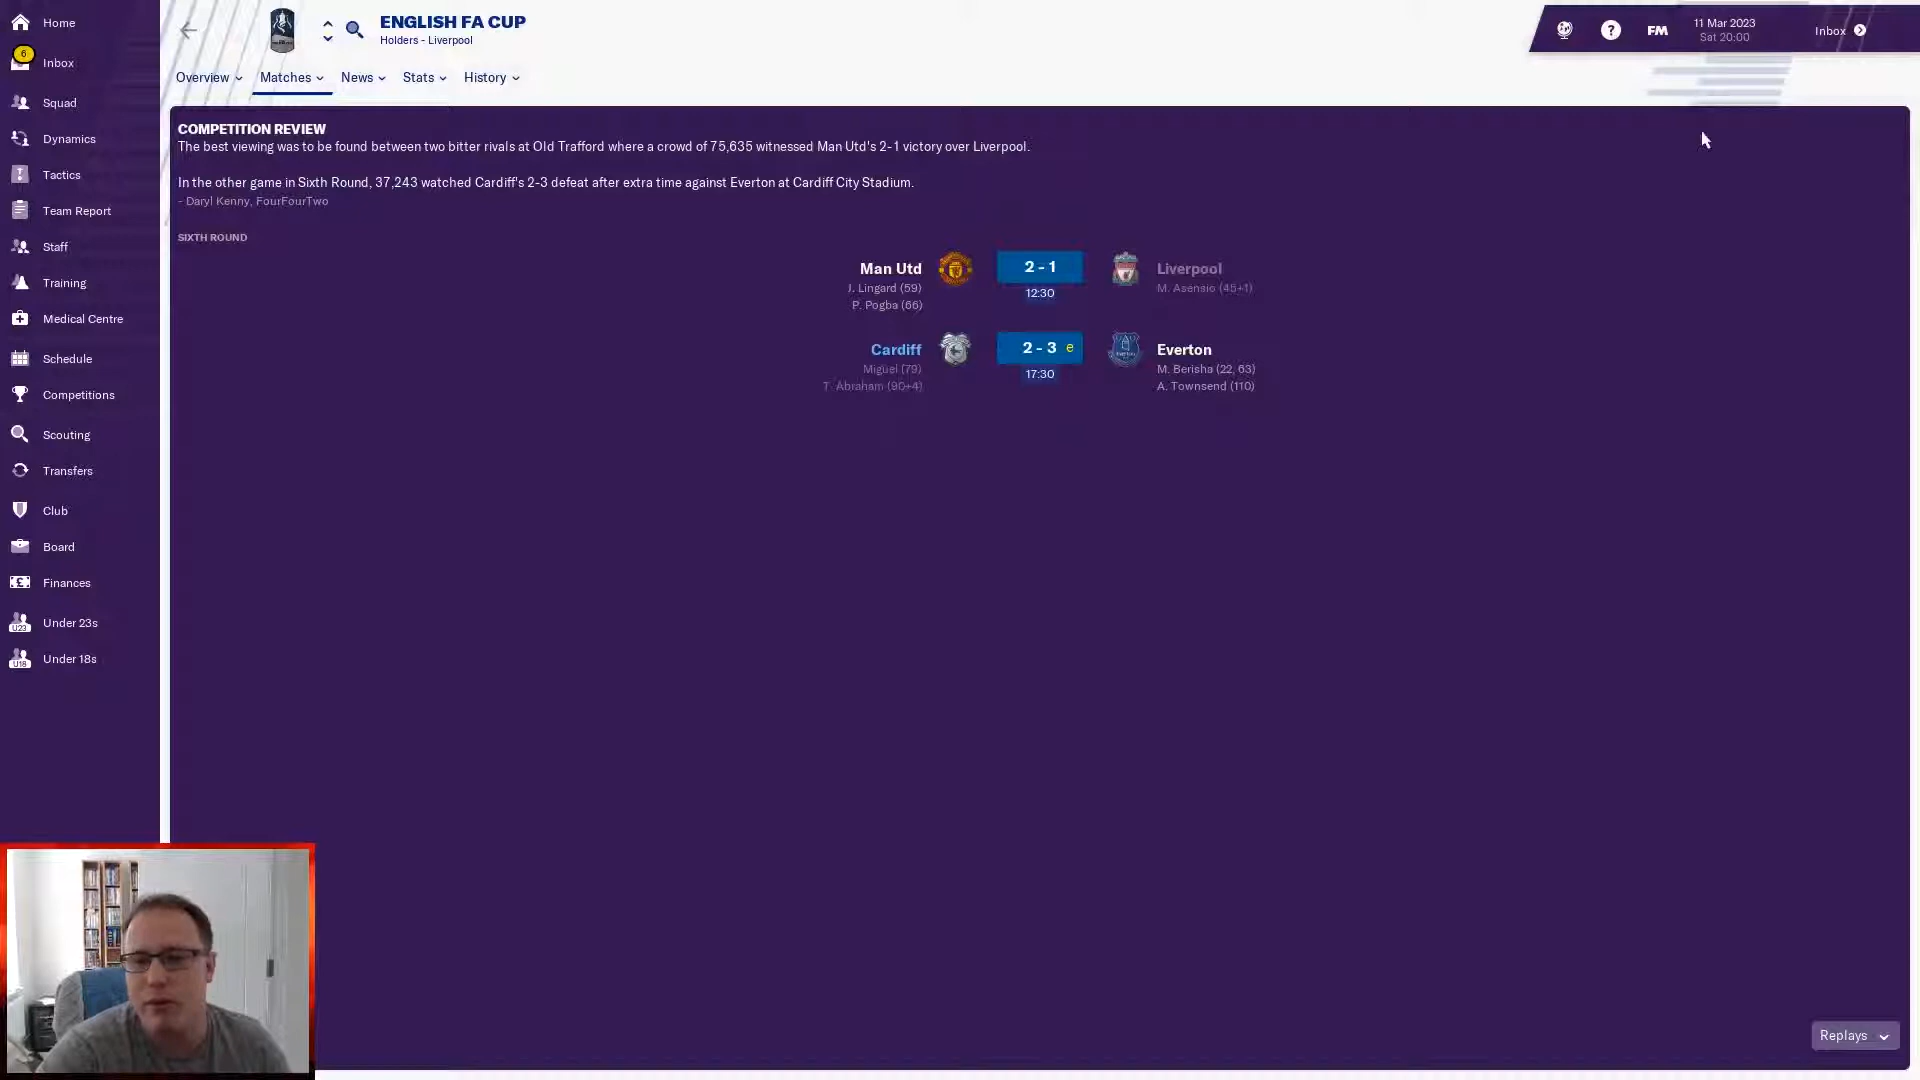 Home
6
Inbox
Squad
Dynamics
Tactics
Team Report
Staff
Training
Medical Centre
Schedule
Competitions
Scouting
Transfers
Club
Board
Finances
U23
Under 23s
U18
Under 18s
ENGLISH FA CUP
Holders - Liverpool
FM
11 Mar 2023
Sat 20:00
Inbox
Overview
Matches
News
Stats
History
COMPETITION REVIEW
The best viewing was to be found between two bitter rivals at Old Trafford where a crowd of 75,635 witnessed Man Utd's 2-1 victory over Liverpool.
In the other game in Sixth Round, 37,243 watched Cardiff's 2-3 defeat after extra time against Everton at Cardiff City Stadium.
- Daryl Kenny, FourFourTwo
SIXTH ROUND
Man Utd 2 - 1 Liverpool
J. Lingard (59) 12:30 M. Asensio (45+1)
P. Pogba (66)
Cardiff 2 - 3 e Everton
Miguel (79) 17:30 M. Berisha (22, 63)
T. Abraham (90+4) A. Townsend (110)
Replays